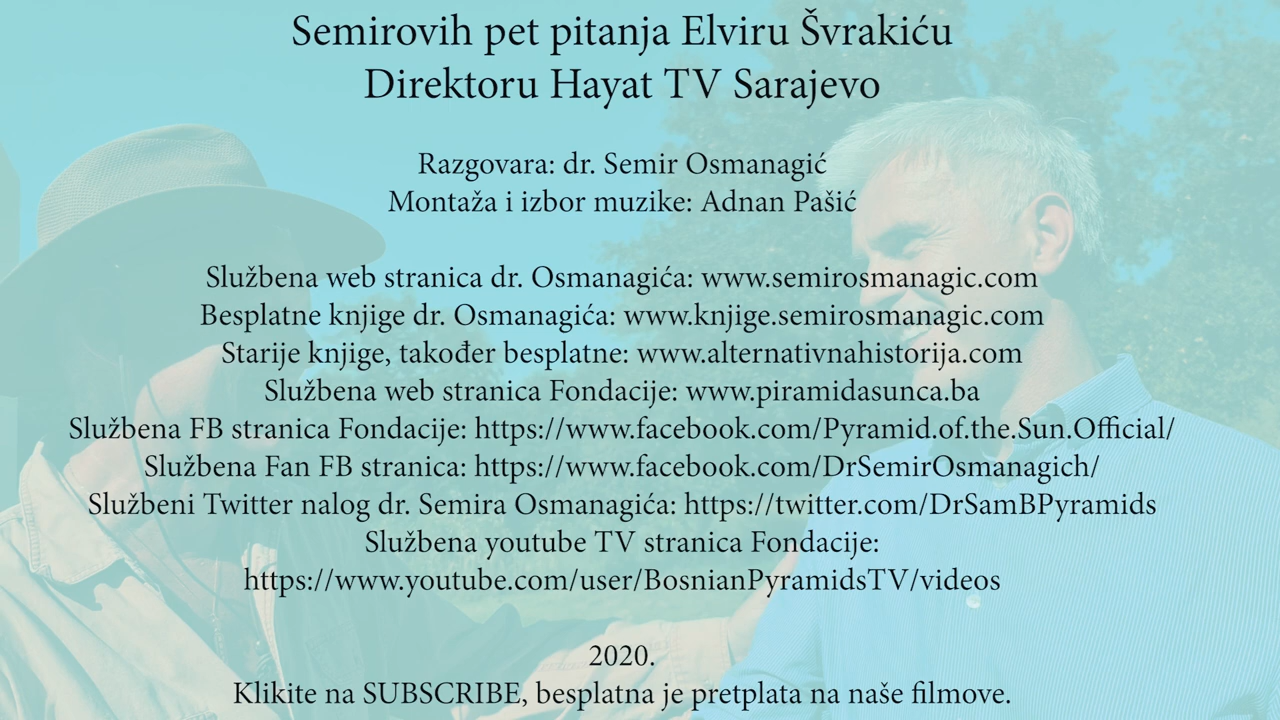 Semirovih pet pitanja Elviru Švrakiću
Direktoru Hayat TV Sarajevo
Razgovara: dr. Semir Osmanagić
Montaža i izbor muzike: Adnan Pašić
Službena web stranica dr. Osmanagića: www.semirosmanagic.com
Besplatne knjige dr. Osmanagića: www.knjige.semirosmanagic.com
Starije knjige, također besplatne: www.alternativnahistorija.com
Službena web stranica Fondacije: www.piramidasunca.ba
Službena FB stranica Fondacije: https://www.facebook.com/Pyramid.of.the.Sun.Official/
Službena Fan FB stranica: https://www.facebook.com/DrSemirOsmanagich/
Službeni Twitter nalog dr. Semira Osmanagića: https://twitter.com/DrSamBPyramids
Službena youtube TV stranica Fondacije:
https://www.youtube.com/user/BosnianPyramidsTV/videos
2020.
Klikite na SUBSCRIBE, besplatna je pretplata na naše filmove.